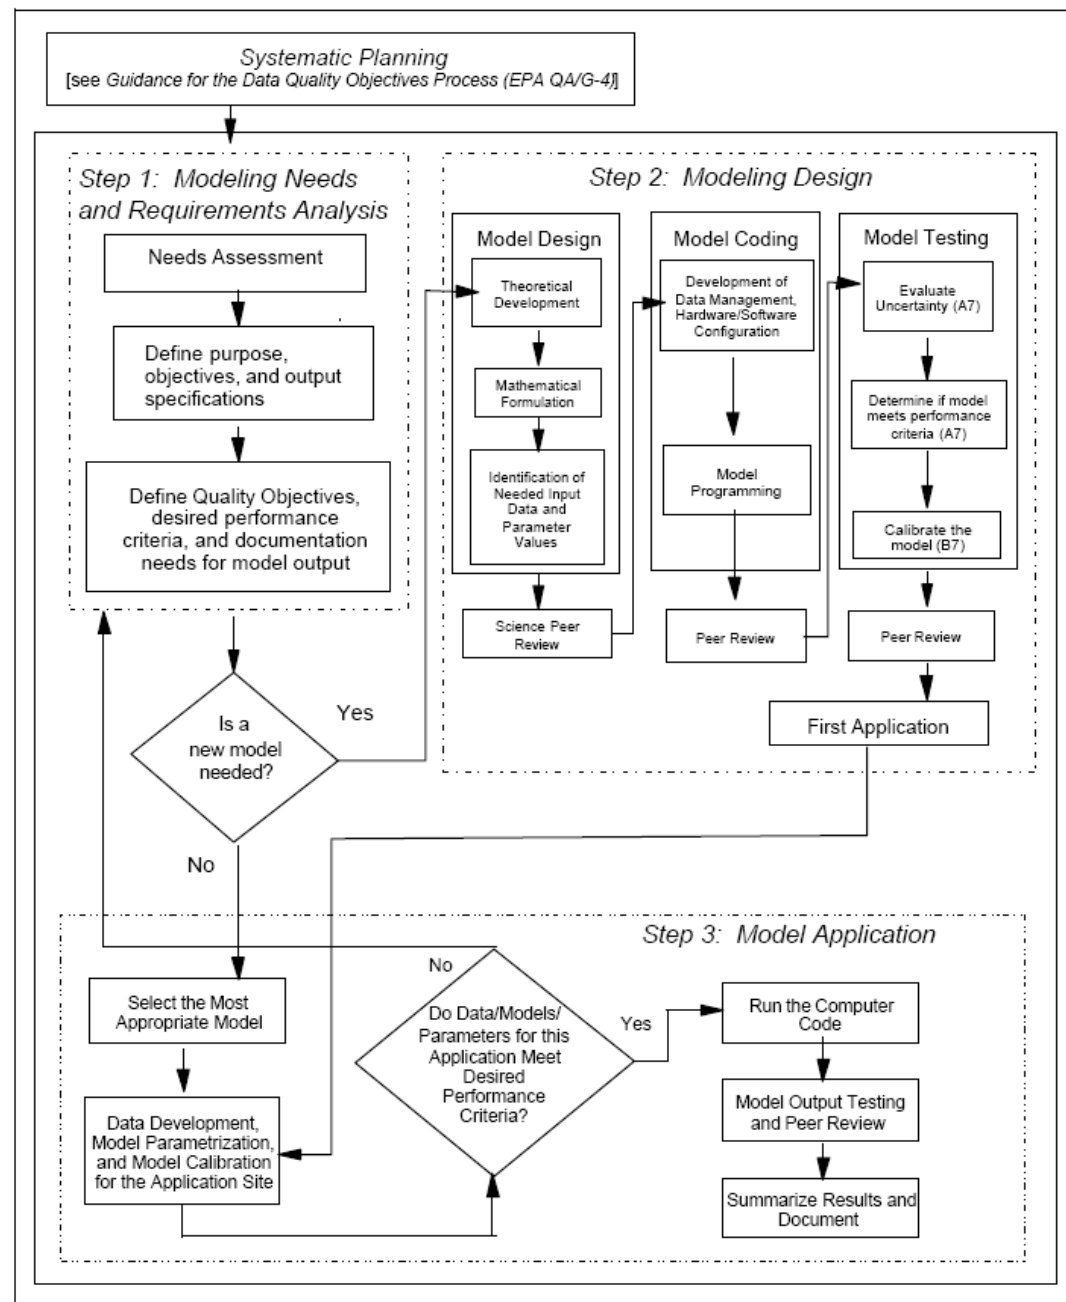 Systematic Planning
[see Guidance for the Data Quality Objectives Process (EPA QA/G-4)]
Step 1: Modeling Needs
and Requirements Analysis
Needs Assessment
Define purpose,
objectives, and output
specifications
Define Quality Objectives,
desired performance
criteria, and documentation
needs for model output
Is a
new model
needed?
Yes
No
Step 2: Modeling Design
Model Design
Theoretical
Development
Mathematical
Formulation
Identification of
Needed Input
Data and
Parameter
Values
Science Peer
Review
Model Coding
Development of
Data Management,
Hardware/Software
Configuration
Model
Programming
Peer Review
Model Testing
Evaluate
Uncertainty (A7)
Determine if model
meets performance
criteria (A7)
Calibrate the
model (B7)
Peer Review
First Application
Step 3: Model Application
Select the Most
Appropriate Model
Data Development,
Model Parametrization,
and Model Calibration
for the Application Site
No
Do Data/Models/
Parameters for this
Application Meet
Desired
Performance
Criteria?
Yes
Run the Computer
Code
Model Output Testing
and Peer Review
Summarize Results and
Document